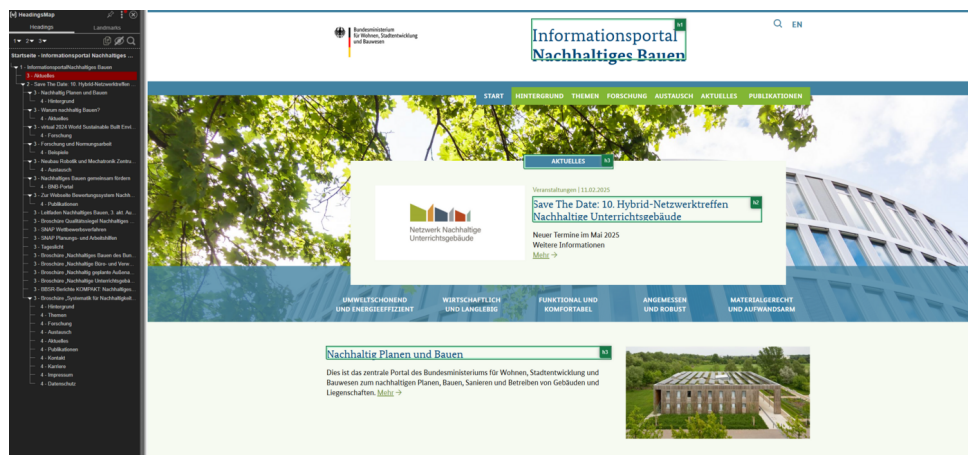 [•] HeadingsMap
Headings Landmarks
1 2 3
Startseite - Informationsportal Nachhaltiges ...
1 - InformationsportalNachhaltiges Bauen
3 - Aktuelles
2 - Save The Date: 10. Hybrid-Netzwerktreffen ...
3 - Nachhaltig Planen und Bauen
4 - Hintergrund
3 - Warum nachhaltig Bauen?
4 - Aktuelles
3 - virtual 2024 World Sustainable Built Envi...
4 - Forschung
3 - Forschung und Normungsarbeit
4 - Beispiele
3 - Neubau Robotik und Mechatronik Zentru...
4 - Austausch
3 - Nachhaltiges Bauen gemeinsam fördern
4 - BNB-Portal
3 - Zur Webseite Bewertungssystem Nachh...
4 - Publikationen
3 - Leitfaden Nachhaltiges Bauen, 3. akt. Au...
3 - Broschüre Qualitätssiegel Nachhaltiges ...
3 - SNAP Wettbewerbsverfahren
3 - SNAP Planungs- und Arbeitshilfen
3 - Tageslicht
3 - Broschüre „Nachhaltiges Bauen des Bun...
3 - Broschüre „Nachhaltige Büro- und Verw...
3 - Broschüre „Nachhaltig geplante Außena...
3 - Broschüre „Nachhaltige Unterrichtsgebä...
3 - BBSR-Berichte KOMPAKT: Nachhaltiges...
3 - Broschüre „Systematik für Nachhaltigkeit...
4 - Hintergrund
4 - Themen
4 - Forschung
4 - Austausch
4 - Aktuelles
4 - Publikationen
4 - Kontakt
4 - Karriere
4 - Impressum
4 - Datenschutz
Bundesministerium
für Wohnen, Stadtentwicklung
und Bauwesen
h1
Informationsportal
Nachhaltiges Bauen
EN
START HINTERGRUND THEMEN FORSCHUNG AUSTAUSCH AKTUELLES PUBLIKATIONEN
AKTUELLES h3
Netzwerk Nachhaltige
Unterrichtsgebäude
Veranstaltungen | 11.02.2025
Save The Date: 10. Hybrid-Netzwerktreffen h2
Nachhaltige Unterrichtsgebäude
Neuer Termine im Mai 2025
Weitere Informationen
Mehr →
UMWELTSCHONEND
UND ENERGIEEFFIZIENT
WIRTSCHAFTLICH
UND LANGLEBIG
FUNKTIONAL UND
KOMFORTABEL
ANGEMESSEN
UND ROBUST
MATERIALGERECHT
UND AUFWANDSARM
Nachhaltig Planen und Bauen h3
Dies ist das zentrale Portal des Bundesministeriums für Wohnen, Stadtentwicklung und
Bauwesen zum nachhaltigen Planen, Bauen, Sanieren und Betreiben von Gebäuden und
Liegenschaften. Mehr →